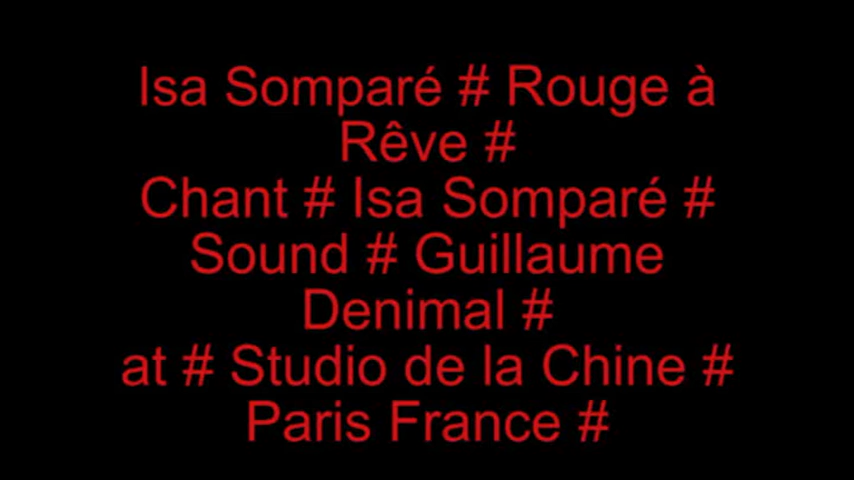 Isa Somparé # Rouge à
Rêve #
Chant # Isa Somparé #
Sound # Guillaume
Denimal #
at # Studio de la Chine #
Paris France #